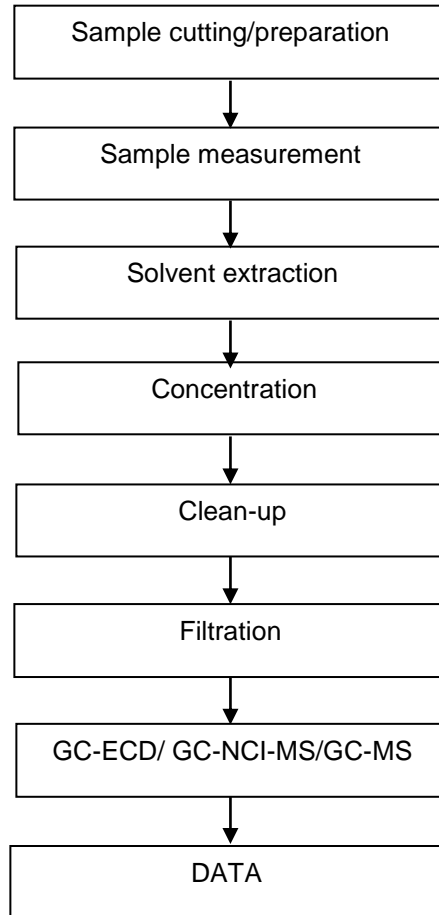 Sample cutting/preparation
Sample measurement
Solvent extraction
Concentration
Clean-up
Filtration
GC-ECD/ GC-NCI-MS/GC-MS
DATA